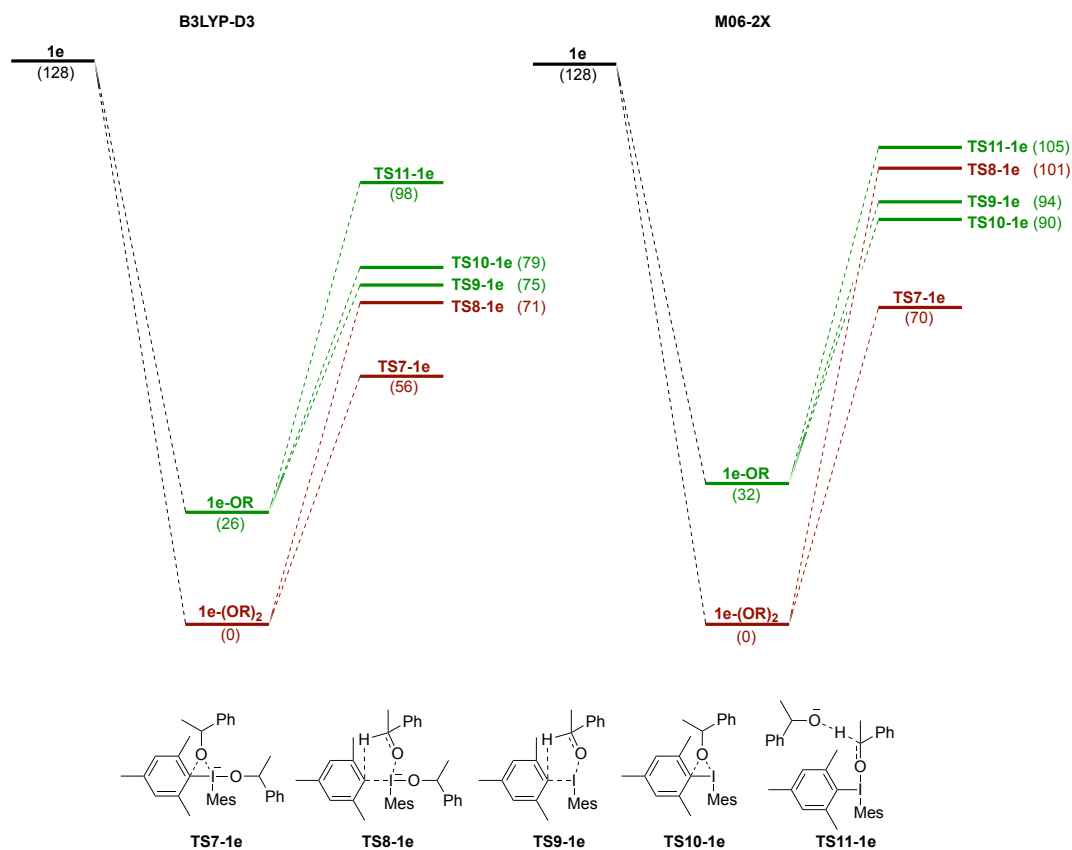 B3LYP-D3
M06-2X
1e
(128)
TS11-1e
(98)
TS10-1e (79)
TS9-1e (75)
TS8-1e (71)
TS7-1e
(56)
1e-OR
(26)
1e-(OR)2
(0)
1e
(128)
TS11-1e (105)
TS8-1e (101)
TS9-1e (94)
TS10-1e (90)
TS7-1e
(70)
1e-OR
(32)
1e-(OR)2
(0)
Ph
O
I – O
Mes
Ph
TS7-1e
H
Ph
O
I – O
Mes
Ph
TS8-1e
H
Ph
O
I
Mes
TS9-1e
Ph
O
I
Mes
TS10-1e
O –
Ph
H
Ph
O
I
Mes
TS11-1e